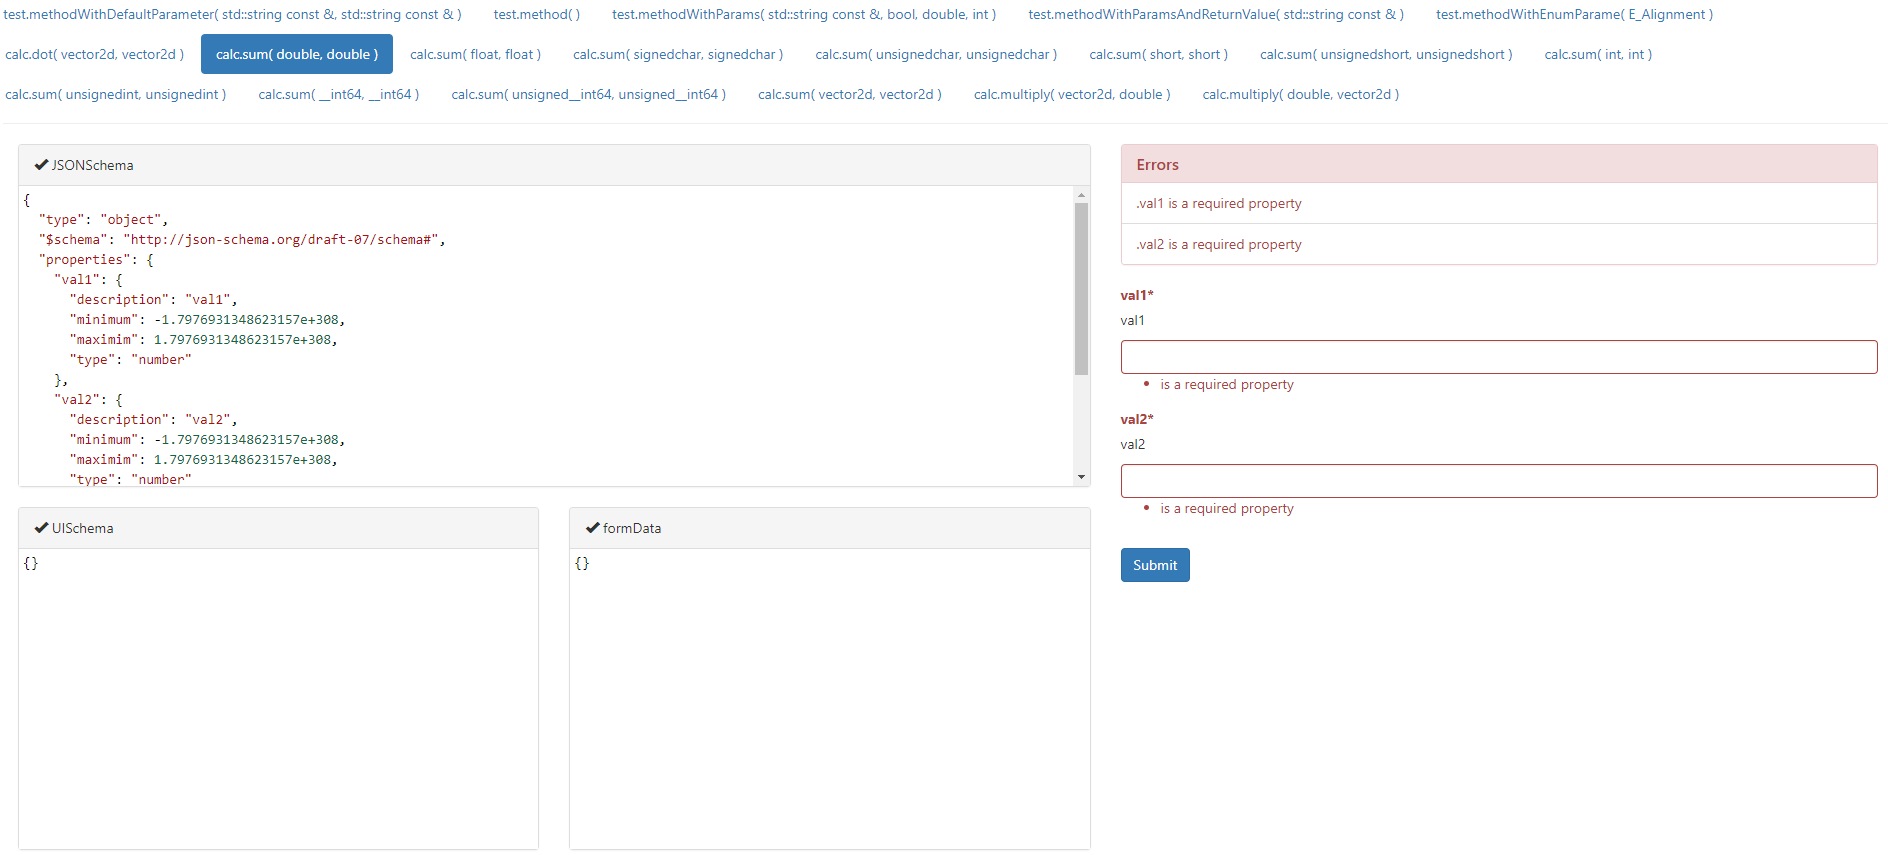 test.methodWithDefaultParameter( std::string const &, std::string const & ) test.method( ) test.methodWithParams( std::string const &, bool, double, int ) test.methodWithParamsAndReturnValue( std::string const & ) test.methodWithEnumParame( E_Alignment )
calc.dot( vector2d, vector2d ) calc.sum( double, double ) calc.sum( float, float ) calc.sum( signedchar, signedchar ) calc.sum( unsignedchar, unsignedchar ) calc.sum( short, short ) calc.sum( unsignedshort, unsignedshort ) calc.sum( int, int )
calc.sum( unsignedint, unsignedint ) calc.sum( __int64, __int64 ) calc.sum( unsigned__int64, unsigned__int64 ) calc.sum( vector2d, vector2d ) calc.multiply( vector2d, double ) calc.multiply( double, vector2d )
JSONSchema
{
  "type": "object",
  "$schema": "http://json-schema.org/draft-07/schema#",
  "properties": {
    "val1": {
      "description": "val1",
      "minimum": -1.7976931348623157e+308,
      "maximim": 1.7976931348623157e+308,
      "type": "number"
    },
    "val2": {
      "description": "val2",
      "minimum": -1.7976931348623157e+308,
      "maximim": 1.7976931348623157e+308,
      "type": "number"
UISchema
{}
formData
{}
Errors
.val1 is a required property
.val2 is a required property
val1*
val1
• is a required property
val2*
val2
• is a required property
Submit